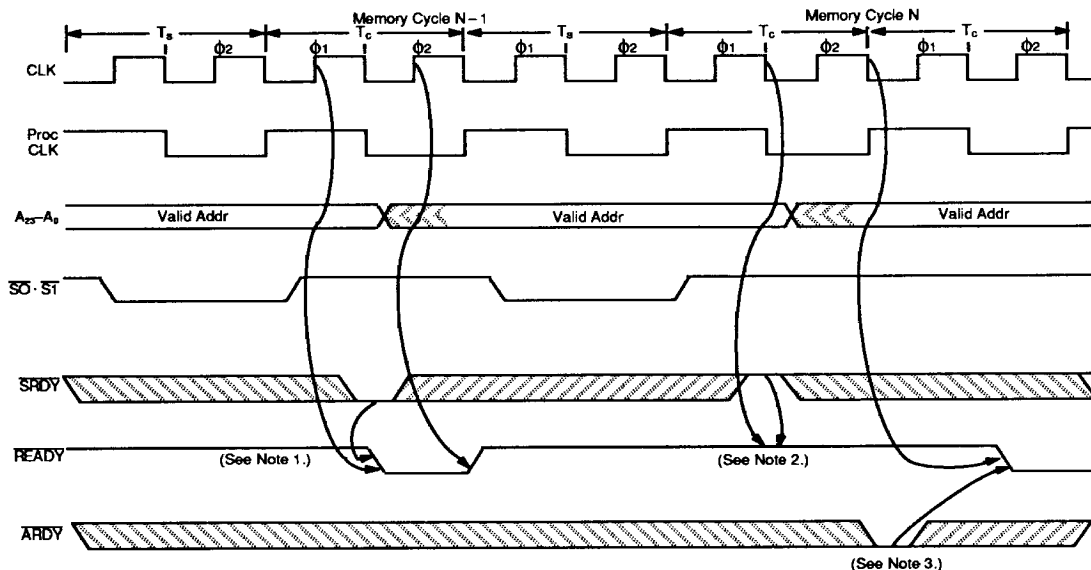 Memory Cycle N–1
Memory Cycle N
Ts
Tc
Ts
Tc
Tc
ϕ2
ϕ1
ϕ2
ϕ1
ϕ2
ϕ1
ϕ2
ϕ1
ϕ2
CLK
Proc
CLK
A23–A0
Valid Addr
Valid Addr
Valid Addr
S0 · S1
SRDY
READY
(See Note 1.)
(See Note 2.)
ARDY
(See Note 3.)